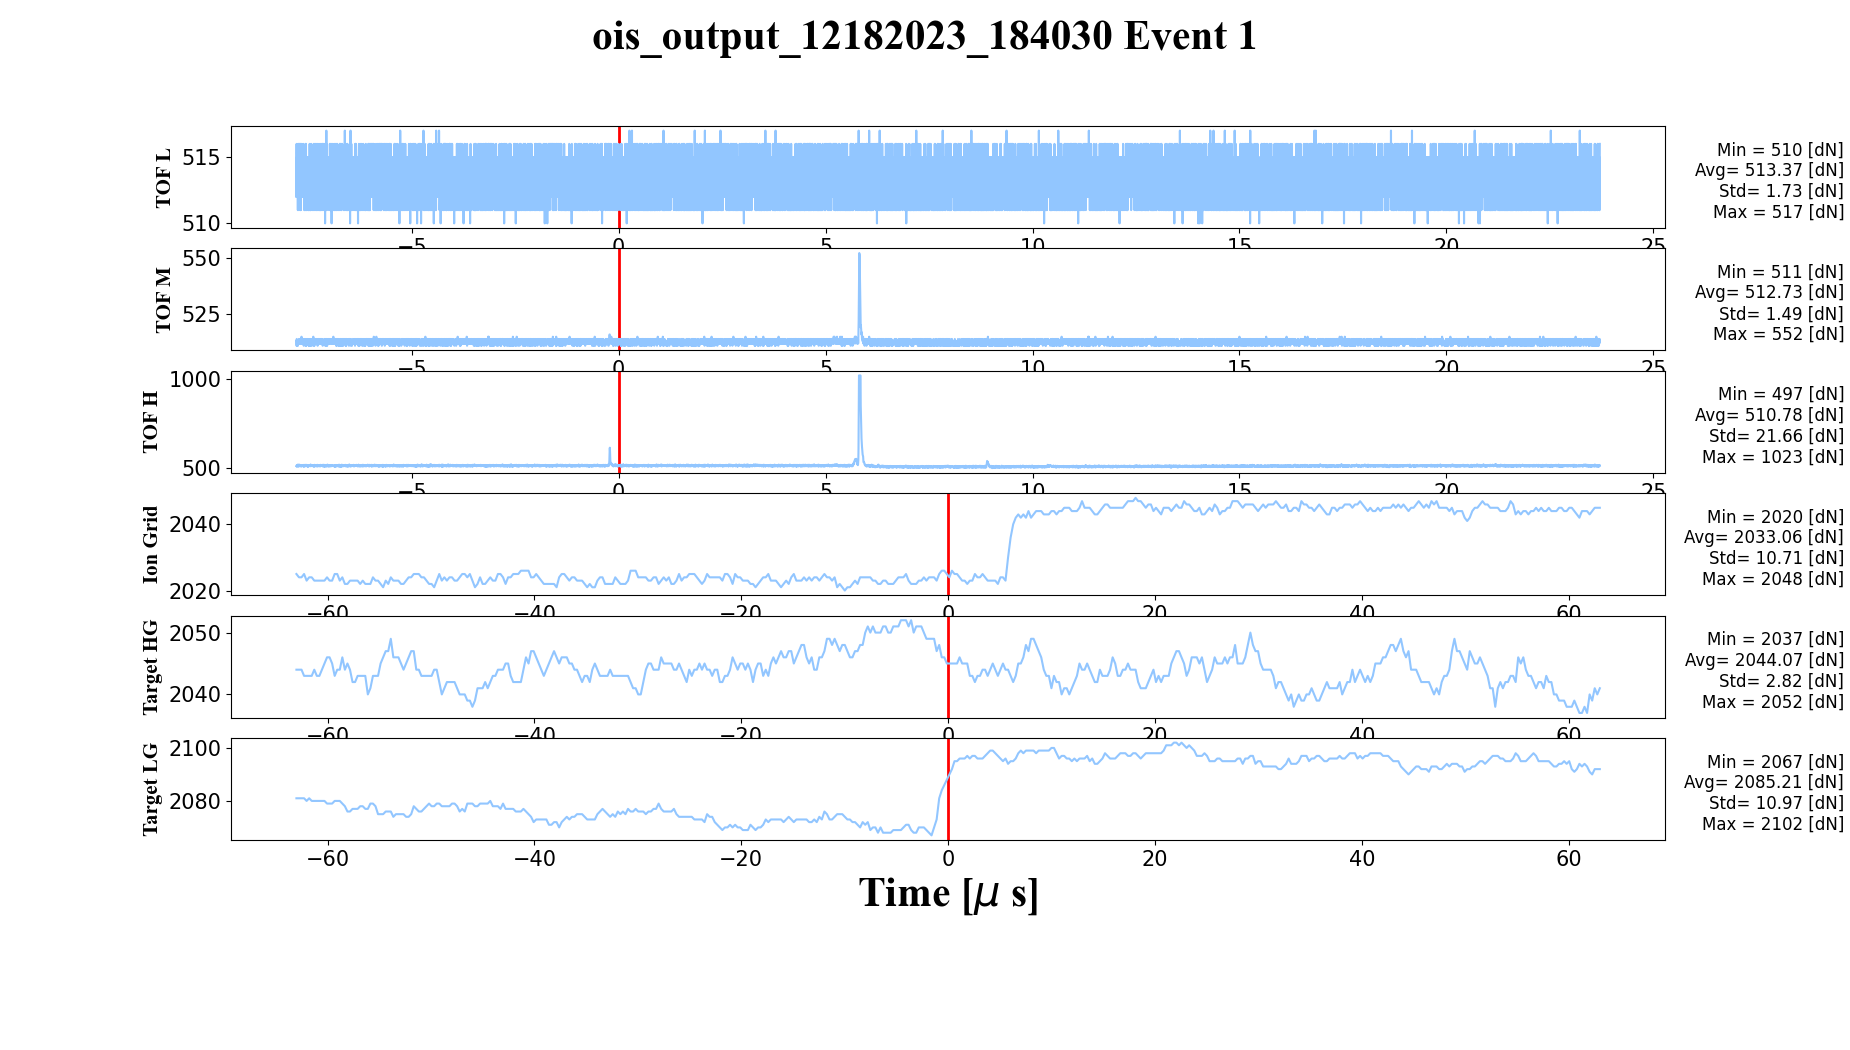 ois_output_12182023_184030 Event 1
TOF L
515
510
−5 0 5 10 15 20 25
Min = 510 [dN]
Avg= 513.37 [dN]
Std= 1.73 [dN]
Max = 517 [dN]
TOF M
550
525
−5 0 5 10 15 20 25
Min = 511 [dN]
Avg= 512.73 [dN]
Std= 1.49 [dN]
Max = 552 [dN]
TOF H
1000
500
−5 0 5 10 15 20 25
Min = 497 [dN]
Avg= 510.78 [dN]
Std= 21.66 [dN]
Max = 1023 [dN]
Ion Grid
2040
2020
−60 −40 −20 0 20 40 60
Min = 2020 [dN]
Avg= 2033.06 [dN]
Std= 10.71 [dN]
Max = 2048 [dN]
Target HG
2050
2040
−60 −40 −20 0 20 40 60
Min = 2037 [dN]
Avg= 2044.07 [dN]
Std= 2.82 [dN]
Max = 2052 [dN]
Target LG
2100
2080
−60 −40 −20 0 20 40 60
Min = 2067 [dN]
Avg= 2085.21 [dN]
Std= 10.97 [dN]
Max = 2102 [dN]
Time [μ s]